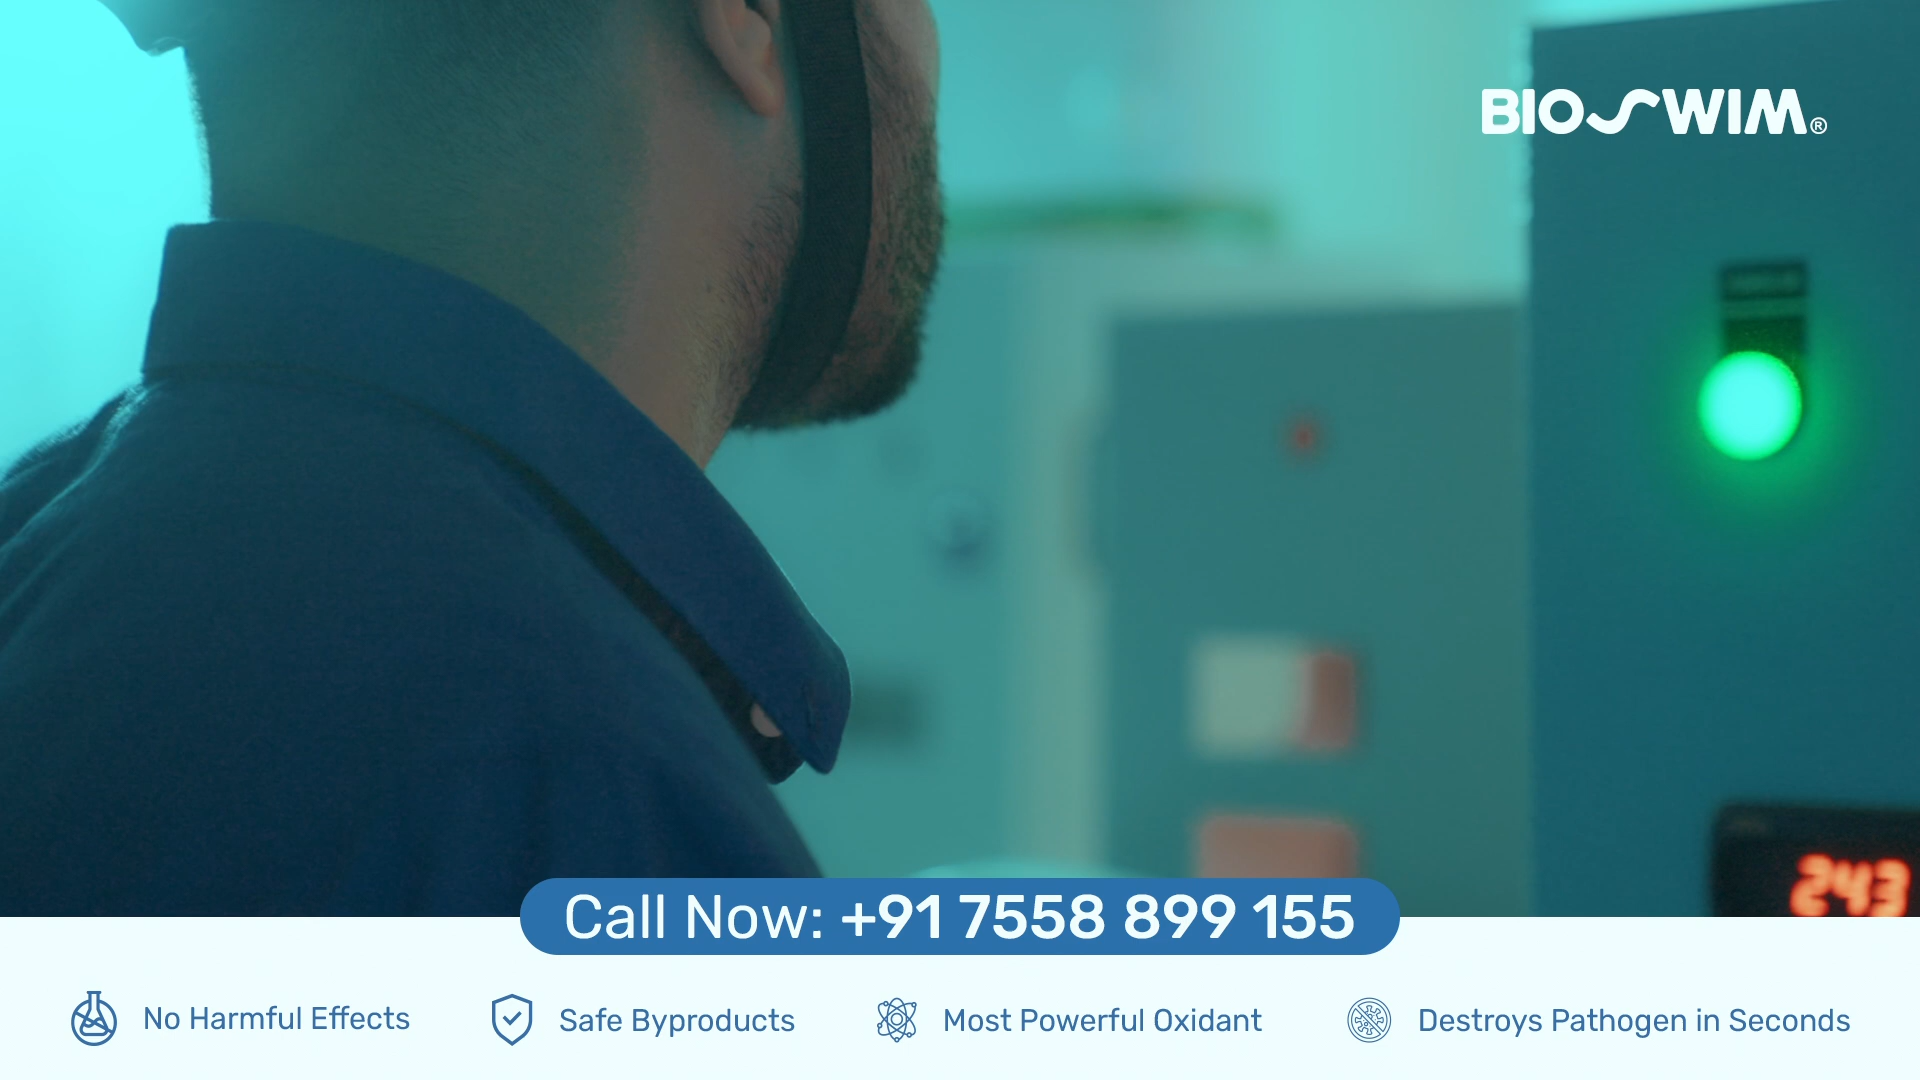 BIOSWIM®
243
Call Now: +91 7558 899 155
No Harmful Effects
Safe Byproducts
Most Powerful Oxidant
Destroys Pathogen in Seconds